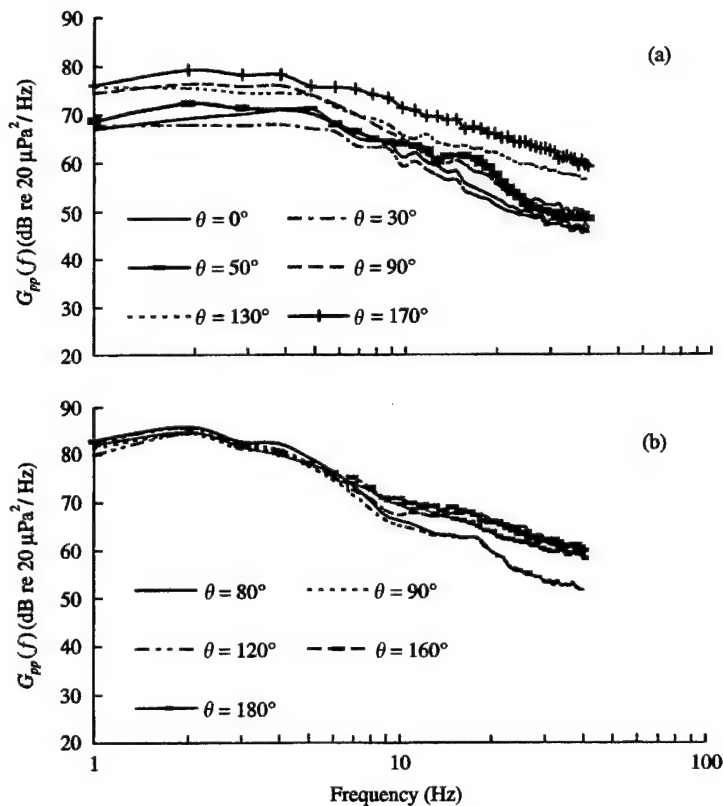 (a)
90
80
70
60
50
40
30
20
G_pp(f) (dB re 20 μPa²/ Hz)
θ = 0° θ = 30°
θ = 50° θ = 90°
θ = 130° θ = 170°
(b)
90
80
70
60
50
40
30
20
G_pp(f) (dB re 20 μPa²/ Hz)
θ = 80° θ = 90°
θ = 120° θ = 160°
θ = 180°
1 10 100
Frequency (Hz)